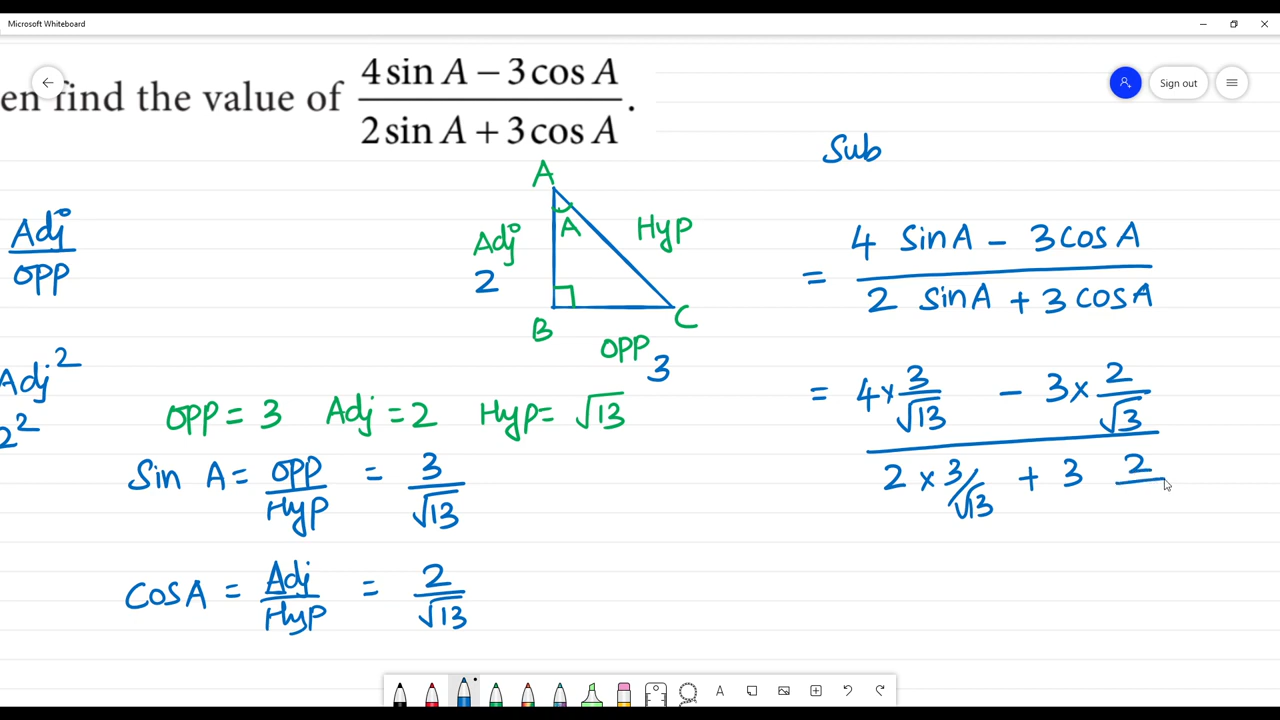 Microsoft Whiteboard
en find the value of (4 sin A − 3 cos A)/(2 sin A + 3 cos A).
Sign out
Adj
OPP
Adj²
2²
A
A
Adj
2
Hyp
B
C
OPP
3
OPP = 3 Adj = 2 Hyp = √13
Sin A = OPP/Hyp = 3/√13
COSA = Adj/Hyp = 2/√13
Sub
= (4 SinA − 3 COS A)/(2 SinA + 3 COSA)
= (4 × 3/√13 − 3 × 2/√3)/(2 × 3/√13 + 3 2/)
A